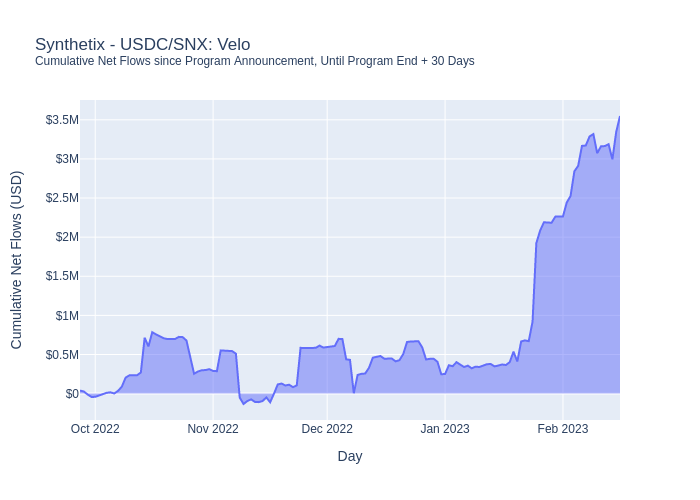 Synthetix - USDC/SNX: Velo
Cumulative Net Flows since Program Announcement, Until Program End + 30 Days
Cumulative Net Flows (USD)
$3.5M
$3M
$2.5M
$2M
$1.5M
$1M
$0.5M
$0
Oct 2022
Nov 2022
Dec 2022
Jan 2023
Feb 2023
Day